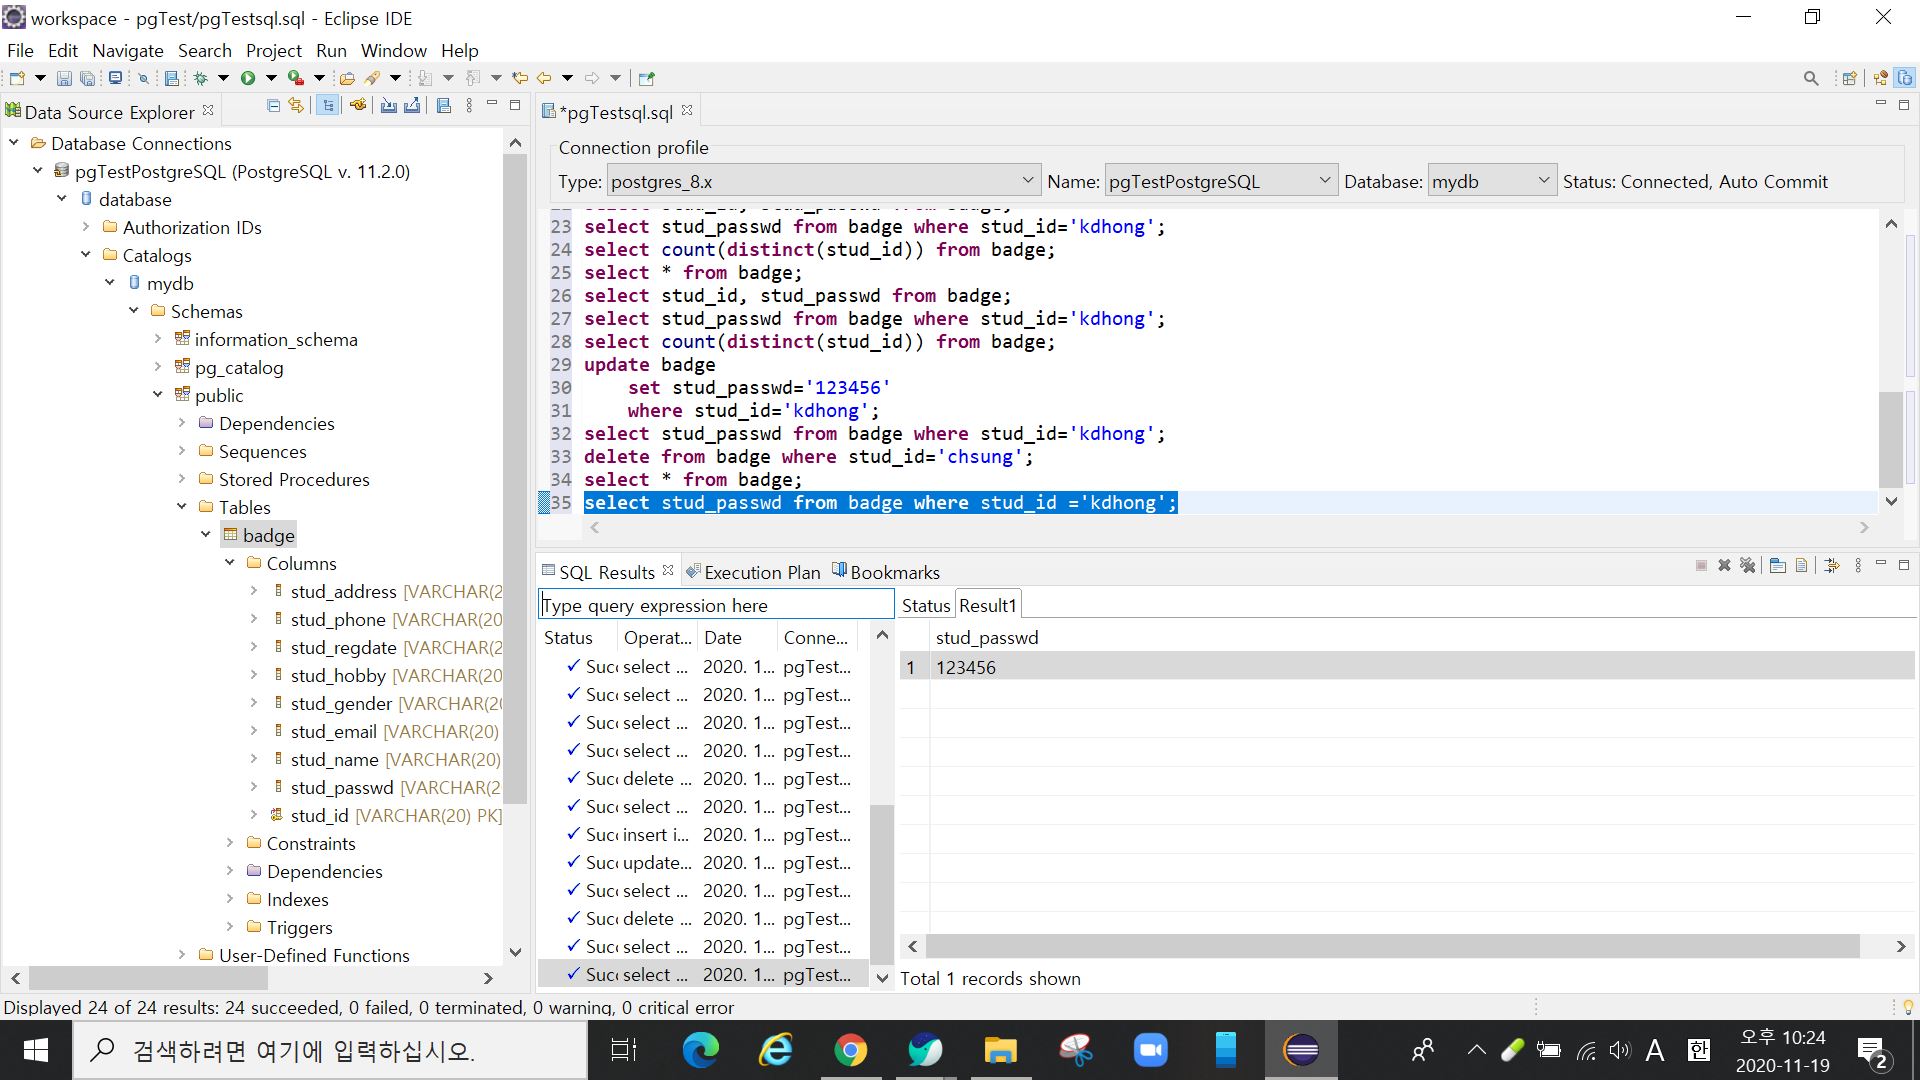 workspace - pgTest/pgTestsql.sql - Eclipse IDE
File Edit Navigate Search Project Run Window Help
Data Source Explorer
Database Connections
pgTestPostgreSQL (PostgreSQL v. 11.2.0)
database
Authorization IDs
Catalogs
mydb
Schemas
information_schema
pg_catalog
public
Dependencies
Sequences
Stored Procedures
Tables
badge
Columns
stud_address [VARCHAR(2
stud_phone [VARCHAR(20
stud_regdate [VARCHAR(2
stud_hobby [VARCHAR(20
stud_gender [VARCHAR(20
stud_email [VARCHAR(20)
stud_name [VARCHAR(20)
stud_passwd [VARCHAR(2
stud_id [VARCHAR(20) PK]
Constraints
Dependencies
Indexes
Triggers
User-Defined Functions
*pgTestsql.sql
Connection profile
Type: postgres_8.x Name: pgTestPostgreSQL Database: mydb Status: Connected, Auto Commit
23 select stud_passwd from badge where stud_id='kdhong';
24 select count(distinct(stud_id)) from badge;
25 select * from badge;
26 select stud_id, stud_passwd from badge;
27 select stud_passwd from badge where stud_id='kdhong';
28 select count(distinct(stud_id)) from badge;
29 update badge
30     set stud_passwd='123456'
31     where stud_id='kdhong';
32 select stud_passwd from badge where stud_id='kdhong';
33 delete from badge where stud_id='chsung';
34 select * from badge;
35 select stud_passwd from badge where stud_id ='kdhong';
SQL Results Execution Plan Bookmarks
Type query expression here
Status Operat... Date Conne...
Succ select ... 2020. 1... pgTest...
Succ select ... 2020. 1... pgTest...
Succ select ... 2020. 1... pgTest...
Succ select ... 2020. 1... pgTest...
Succ delete ... 2020. 1... pgTest...
Succ select ... 2020. 1... pgTest...
Succ insert i... 2020. 1... pgTest...
Succ update... 2020. 1... pgTest...
Succ select ... 2020. 1... pgTest...
Succ delete ... 2020. 1... pgTest...
Succ select ... 2020. 1... pgTest...
Succ select ... 2020. 1... pgTest...
Status Result1
stud_passwd
1 123456
Total 1 records shown
Displayed 24 of 24 results: 24 succeeded, 0 failed, 0 terminated, 0 warning, 0 critical error
검색하려면 여기에 입력하십시오.
A 한
오후 10:24
2020-11-19
2